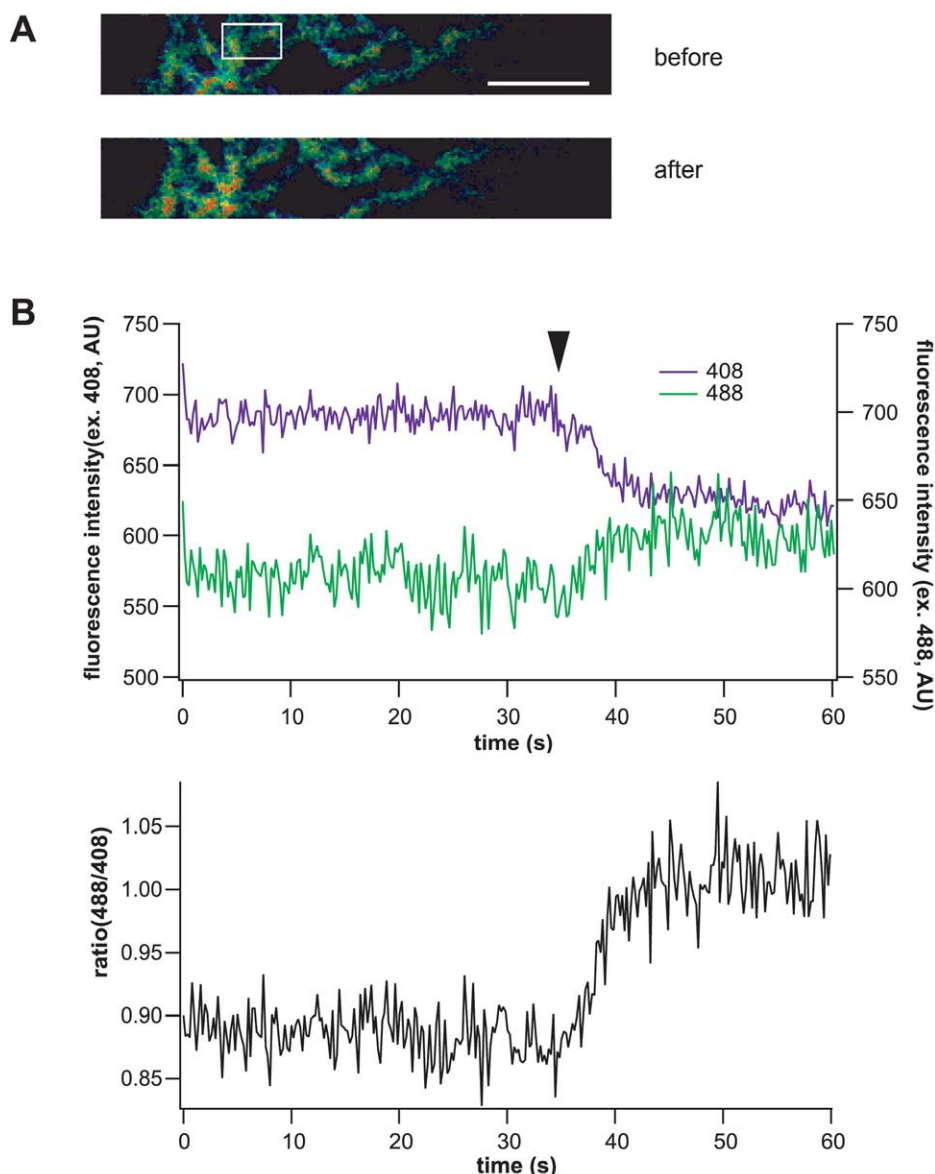 A
before
after
B
750
700
650
600
550
500
fluorescence intensity(ex. 408, AU)
408
488
750
700
650
600
550
fluorescence intensity (ex. 488, AU)
0 10 20 30 40 50 60
time (s)
1.05
1.00
0.95
0.90
0.85
ratio(488/408)
0 10 20 30 40 50 60
time (s)